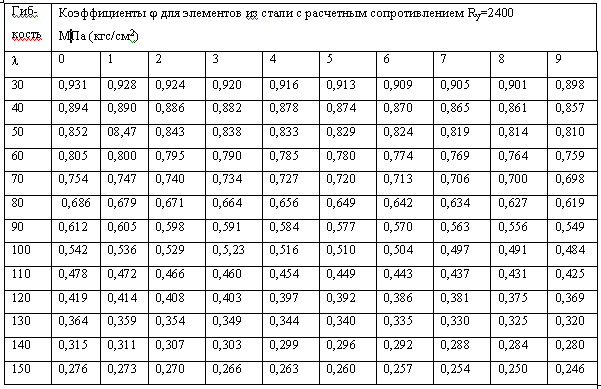 Гиб-
кость
Коэффициенты φ для элементов из стали с расчетным сопротивлением Ry=2400
МПа (кгс/см2)
λ 0 1 2 3 4 5 6 7 8 9
30 0,931 0,928 0,924 0,920 0,916 0,913 0,909 0,905 0,901 0,898
40 0,894 0,890 0,886 0,882 0,878 0,874 0,870 0,865 0,861 0,857
50 0,852 08,47 0,843 0,838 0,833 0,829 0,824 0,819 0,814 0,810
60 0,805 0,800 0,795 0,790 0,785 0,780 0,774 0,769 0,764 0,759
70 0,754 0,747 0,740 0,734 0,727 0,720 0,713 0,706 0,700 0,698
80 0,686 0,679 0,671 0,664 0,656 0,649 0,642 0,634 0,627 0,619
90 0,612 0,605 0,598 0,591 0,584 0,577 0,570 0,563 0,556 0,549
100 0,542 0,536 0,529 0,5,23 0,516 0,510 0,504 0,497 0,491 0,484
110 0,478 0,472 0,466 0,460 0,454 0,449 0,443 0,437 0,431 0,425
120 0,419 0,414 0,408 0,403 0,397 0,392 0,386 0,381 0,375 0,369
130 0,364 0,359 0,354 0,349 0,344 0,340 0,335 0,330 0,325 0,320
140 0,315 0,311 0,307 0,303 0,299 0,296 0,292 0,288 0,284 0,280
150 0,276 0,273 0,270 0,266 0,263 0,260 0,257 0,254 0,250 0,246